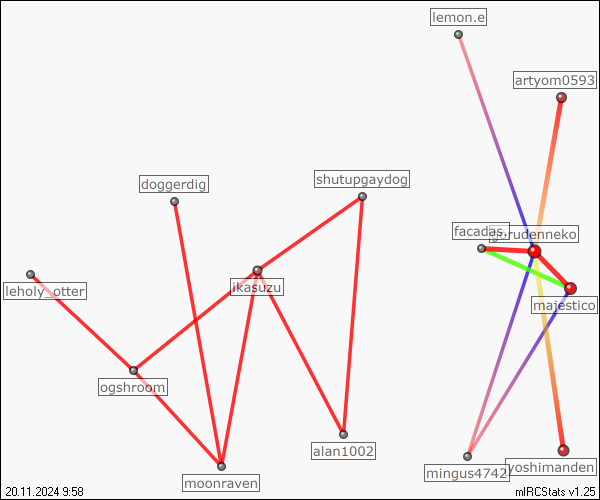 lemon.e
artyom0593
doggerdig
shutupgaydog
facadas.
rudenneko
ikasuzu
leholy_otter
majestico
ogshroom
alan1002
mingus4742
yoshimanden
moonraven
20.11.2024 9:58
mIRCStats v1.25